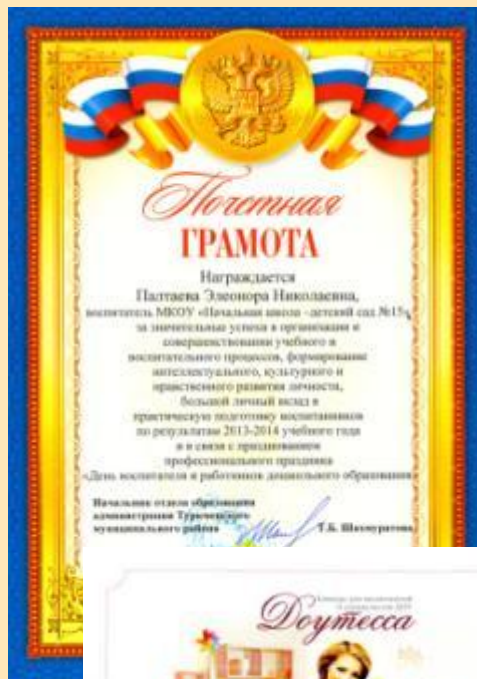 Почетная
ГРАМОТА
Награждается
Палтаева Элеонора Николаевна,
воспитатель МКОУ «Начальная школа –детский сад №15»,
за значительные успехи в организации и
совершенствовании учебного и
воспитательного процессов, формирование
интеллектуального, культурного и
нравственного развития личности,
большой личный вклад в
практическую подготовку воспитанников
по результатам 2013-2014 учебного года
и в связи с празднованием
профессионального праздника
«День воспитателя и работников дошкольного образования»
Начальник отдела образования
администрации
муниципального района Т.Б. Шахмуратова
Доутесса